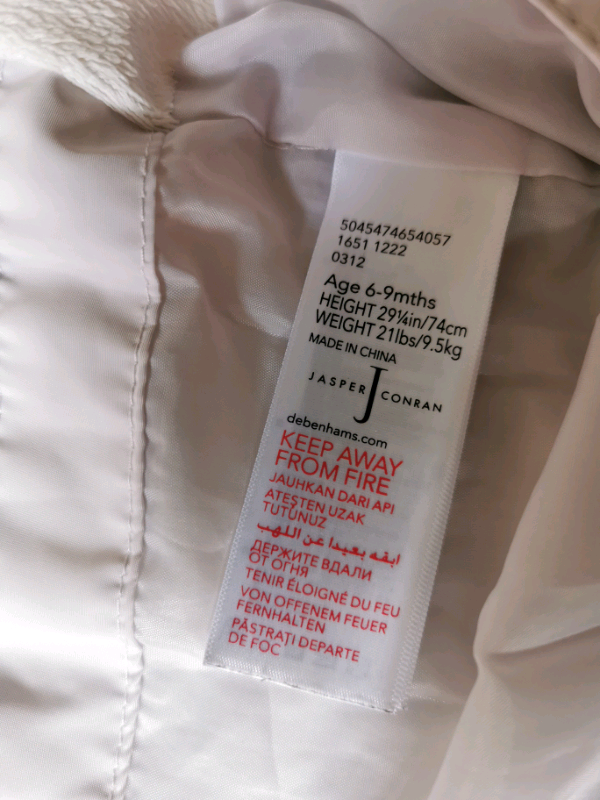 5045474654057
1651 1222
0312
Age 6-9mths
HEIGHT 29¼in/74cm
WEIGHT 21lbs/9.5kg
MADE IN CHINA
JASPER J CONRAN
debenhams.com
KEEP AWAY
FROM FIRE
JAUHKAN DARI API
ATEŞTEN UZAK
TUTUNUZ
ابقه بعيدا عن اللهب
ДЕРЖИТЕ ВДАЛИ
ОТ ОГНЯ
TENIR ÉLOIGNÉ DU FEU
VON OFFENEM FEUER
FERNHALTEN
PĂSTRAŢI DEPARTE
DE FOC